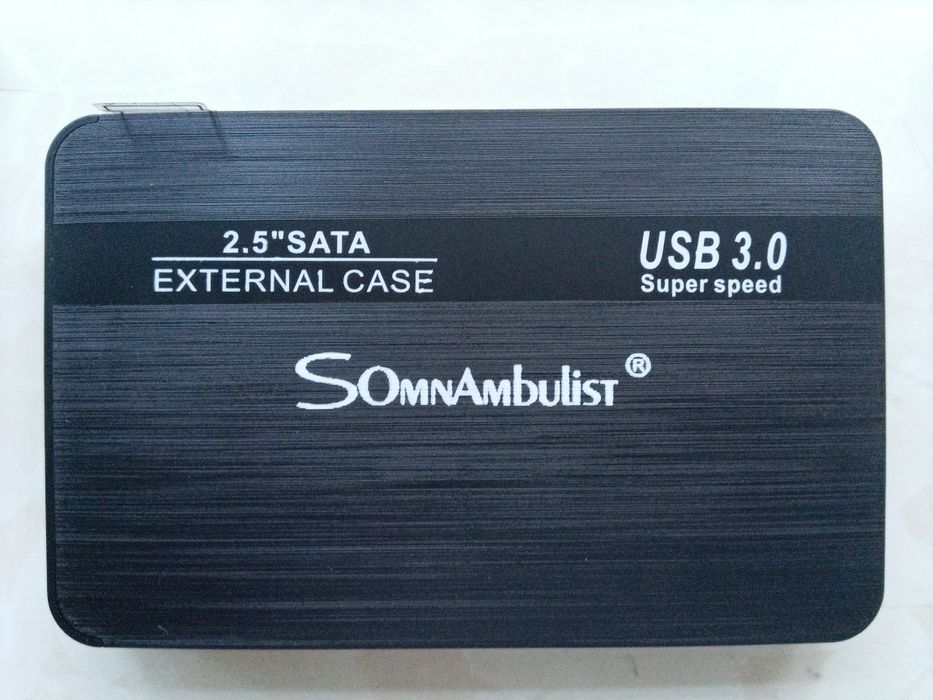 2.5"SATA
EXTERNAL CASE
USB 3.0
Super speed
SOmnAmbulist®